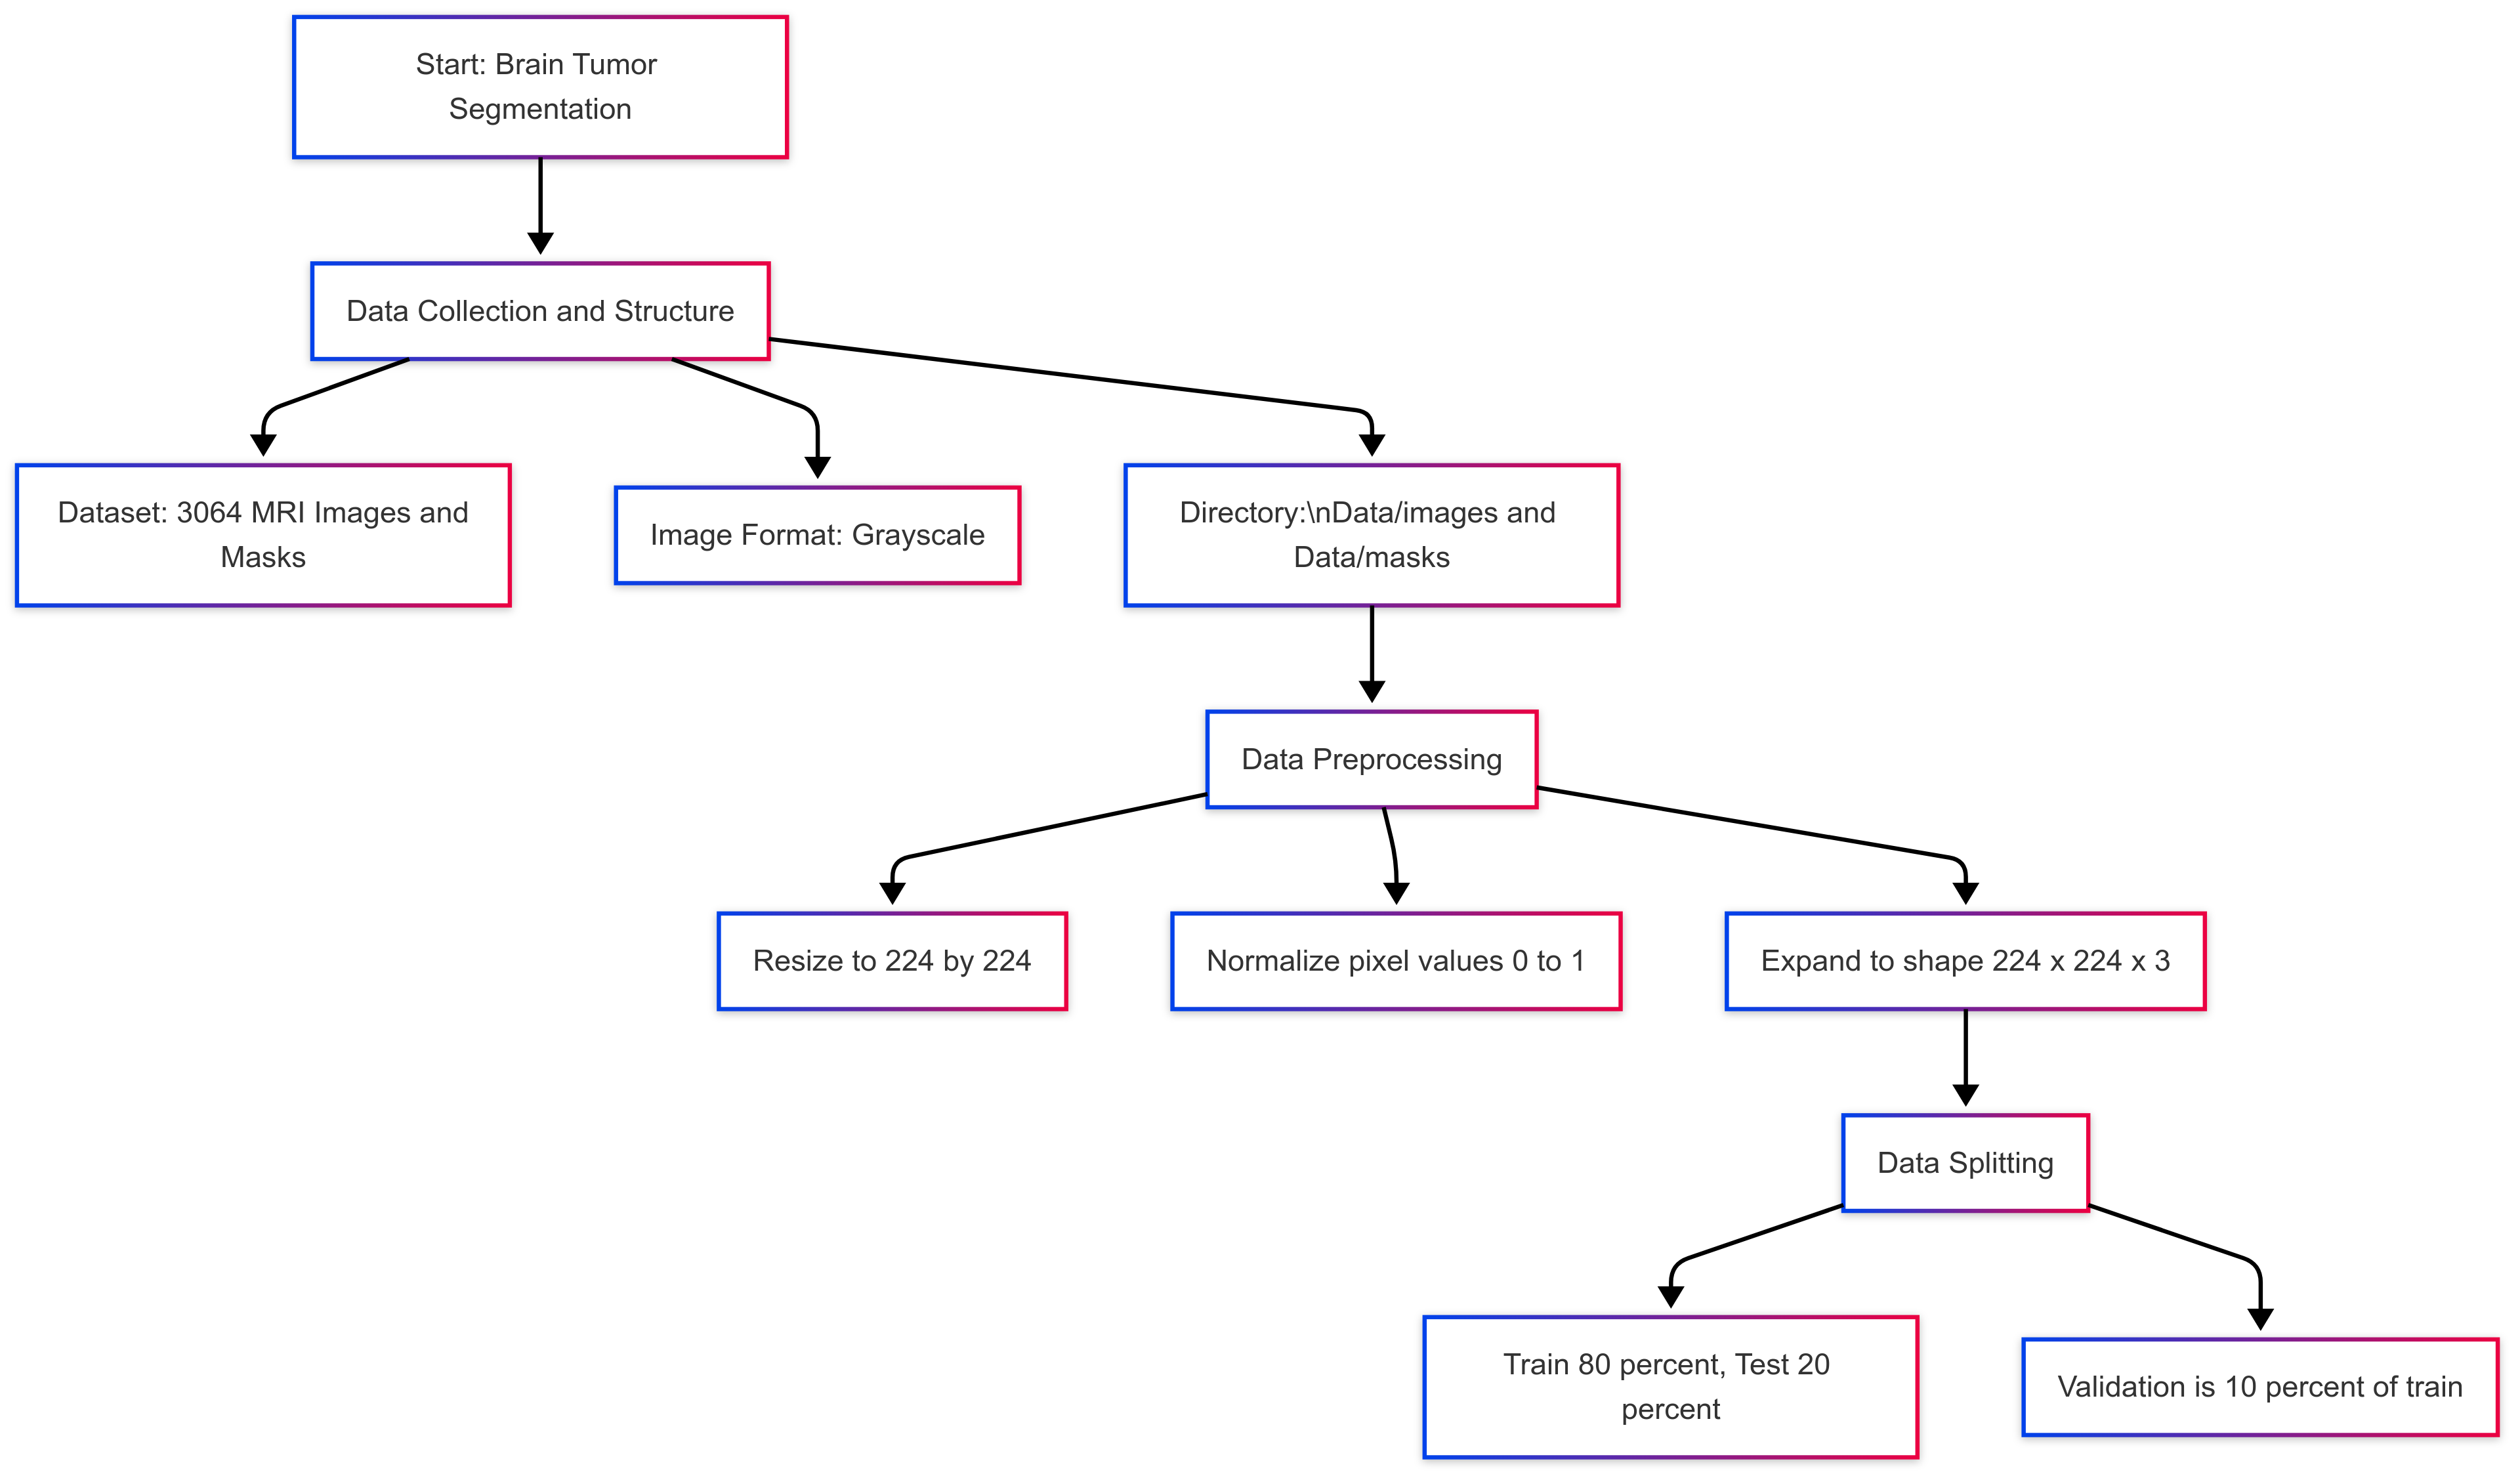 Start: Brain Tumor
Segmentation
Data Collection and Structure
Dataset: 3064 MRI Images and
Masks
Image Format: Grayscale
Directory:\nData/images and
Data/masks
Data Preprocessing
Resize to 224 by 224
Normalize pixel values 0 to 1
Expand to shape 224 x 224 x 3
Data Splitting
Train 80 percent, Test 20
percent
Validation is 10 percent of train